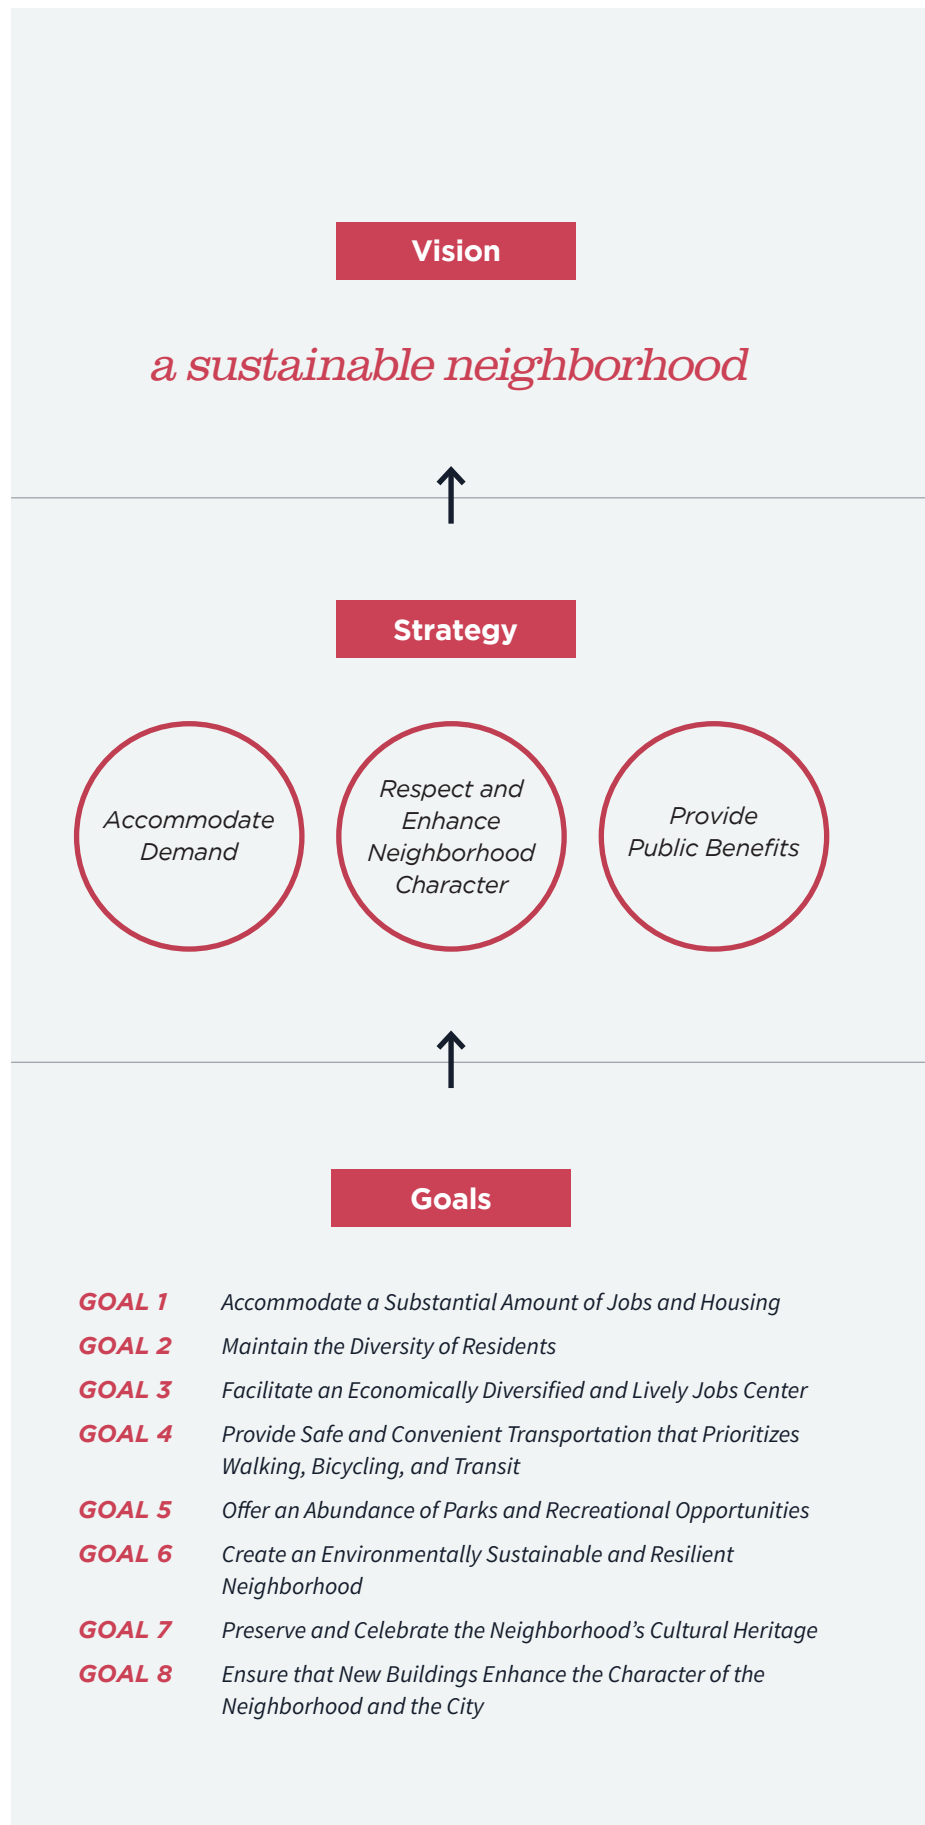 Vision
a sustainable neighborhood
Strategy
Accommodate
Demand
Respect and
Enhance
Neighborhood
Character
Provide
Public Benefits
Goals
GOAL 1 Accommodate a Substantial Amount of Jobs and Housing
GOAL 2 Maintain the Diversity of Residents
GOAL 3 Facilitate an Economically Diversified and Lively Jobs Center
GOAL 4 Provide Safe and Convenient Transportation that Prioritizes
Walking, Bicycling, and Transit
GOAL 5 Offer an Abundance of Parks and Recreational Opportunities
GOAL 6 Create an Environmentally Sustainable and Resilient
Neighborhood
GOAL 7 Preserve and Celebrate the Neighborhood’s Cultural Heritage
GOAL 8 Ensure that New Buildings Enhance the Character of the
Neighborhood and the City